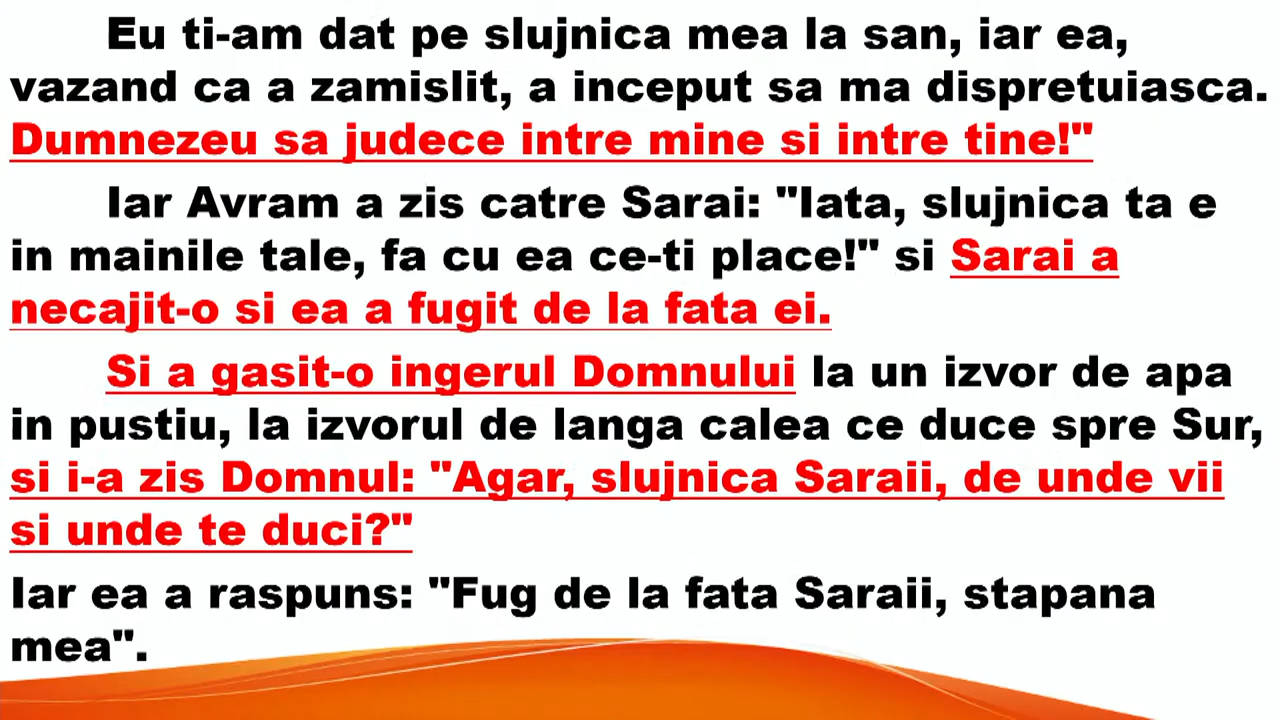 Eu ti-am dat pe slujnica mea la san, iar ea,
vazand ca a zamislit, a inceput sa ma dispretuiasca.
Dumnezeu sa judece intre mine si intre tine!"
Iar Avram a zis catre Sarai: "Iata, slujnica ta e
in mainile tale, fa cu ea ce-ti place!" si Sarai a
necajit-o si ea a fugit de la fata ei.
Si a gasit-o ingerul Domnului la un izvor de apa
in pustiu, la izvorul de langa calea ce duce spre Sur,
si i-a zis Domnul: "Agar, slujnica Saraii, de unde vii
si unde te duci?"
Iar ea a raspuns: "Fug de la fata Saraii, stapana
mea".